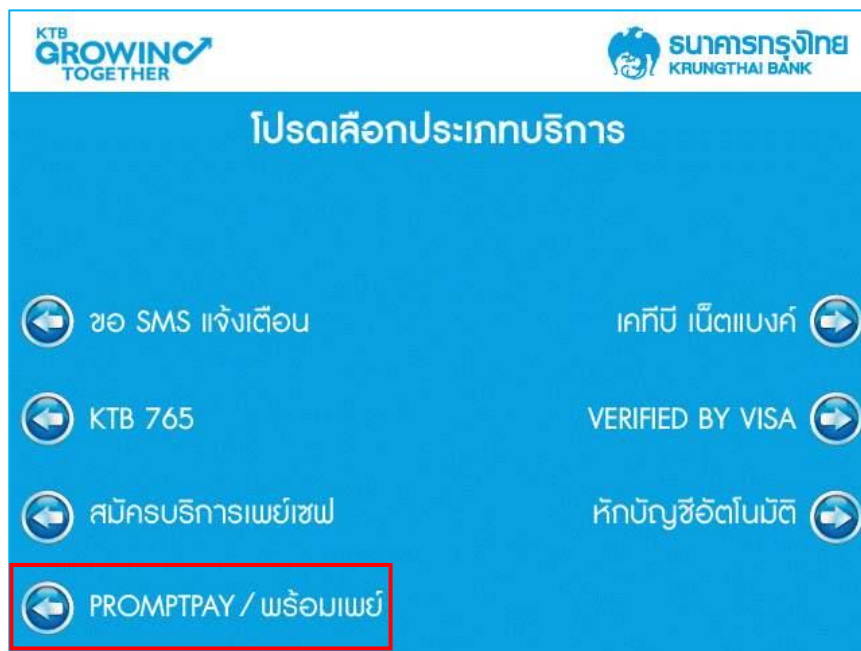 KTB
GROWING
TOGETHER
ธนาคารกรุงไทย
KRUNGTHAI BANK
โปรดเลือกประเภทบริการ
ขอ SMS แจ้งเตือน
เคทีบี เน็ตแบงค์
KTB 765
VERIFIED BY VISA
สมัครบริการเพย์เซฟ
หักบัญชีอัตโนมัติ
PROMPTPAY / พร้อมเพย์